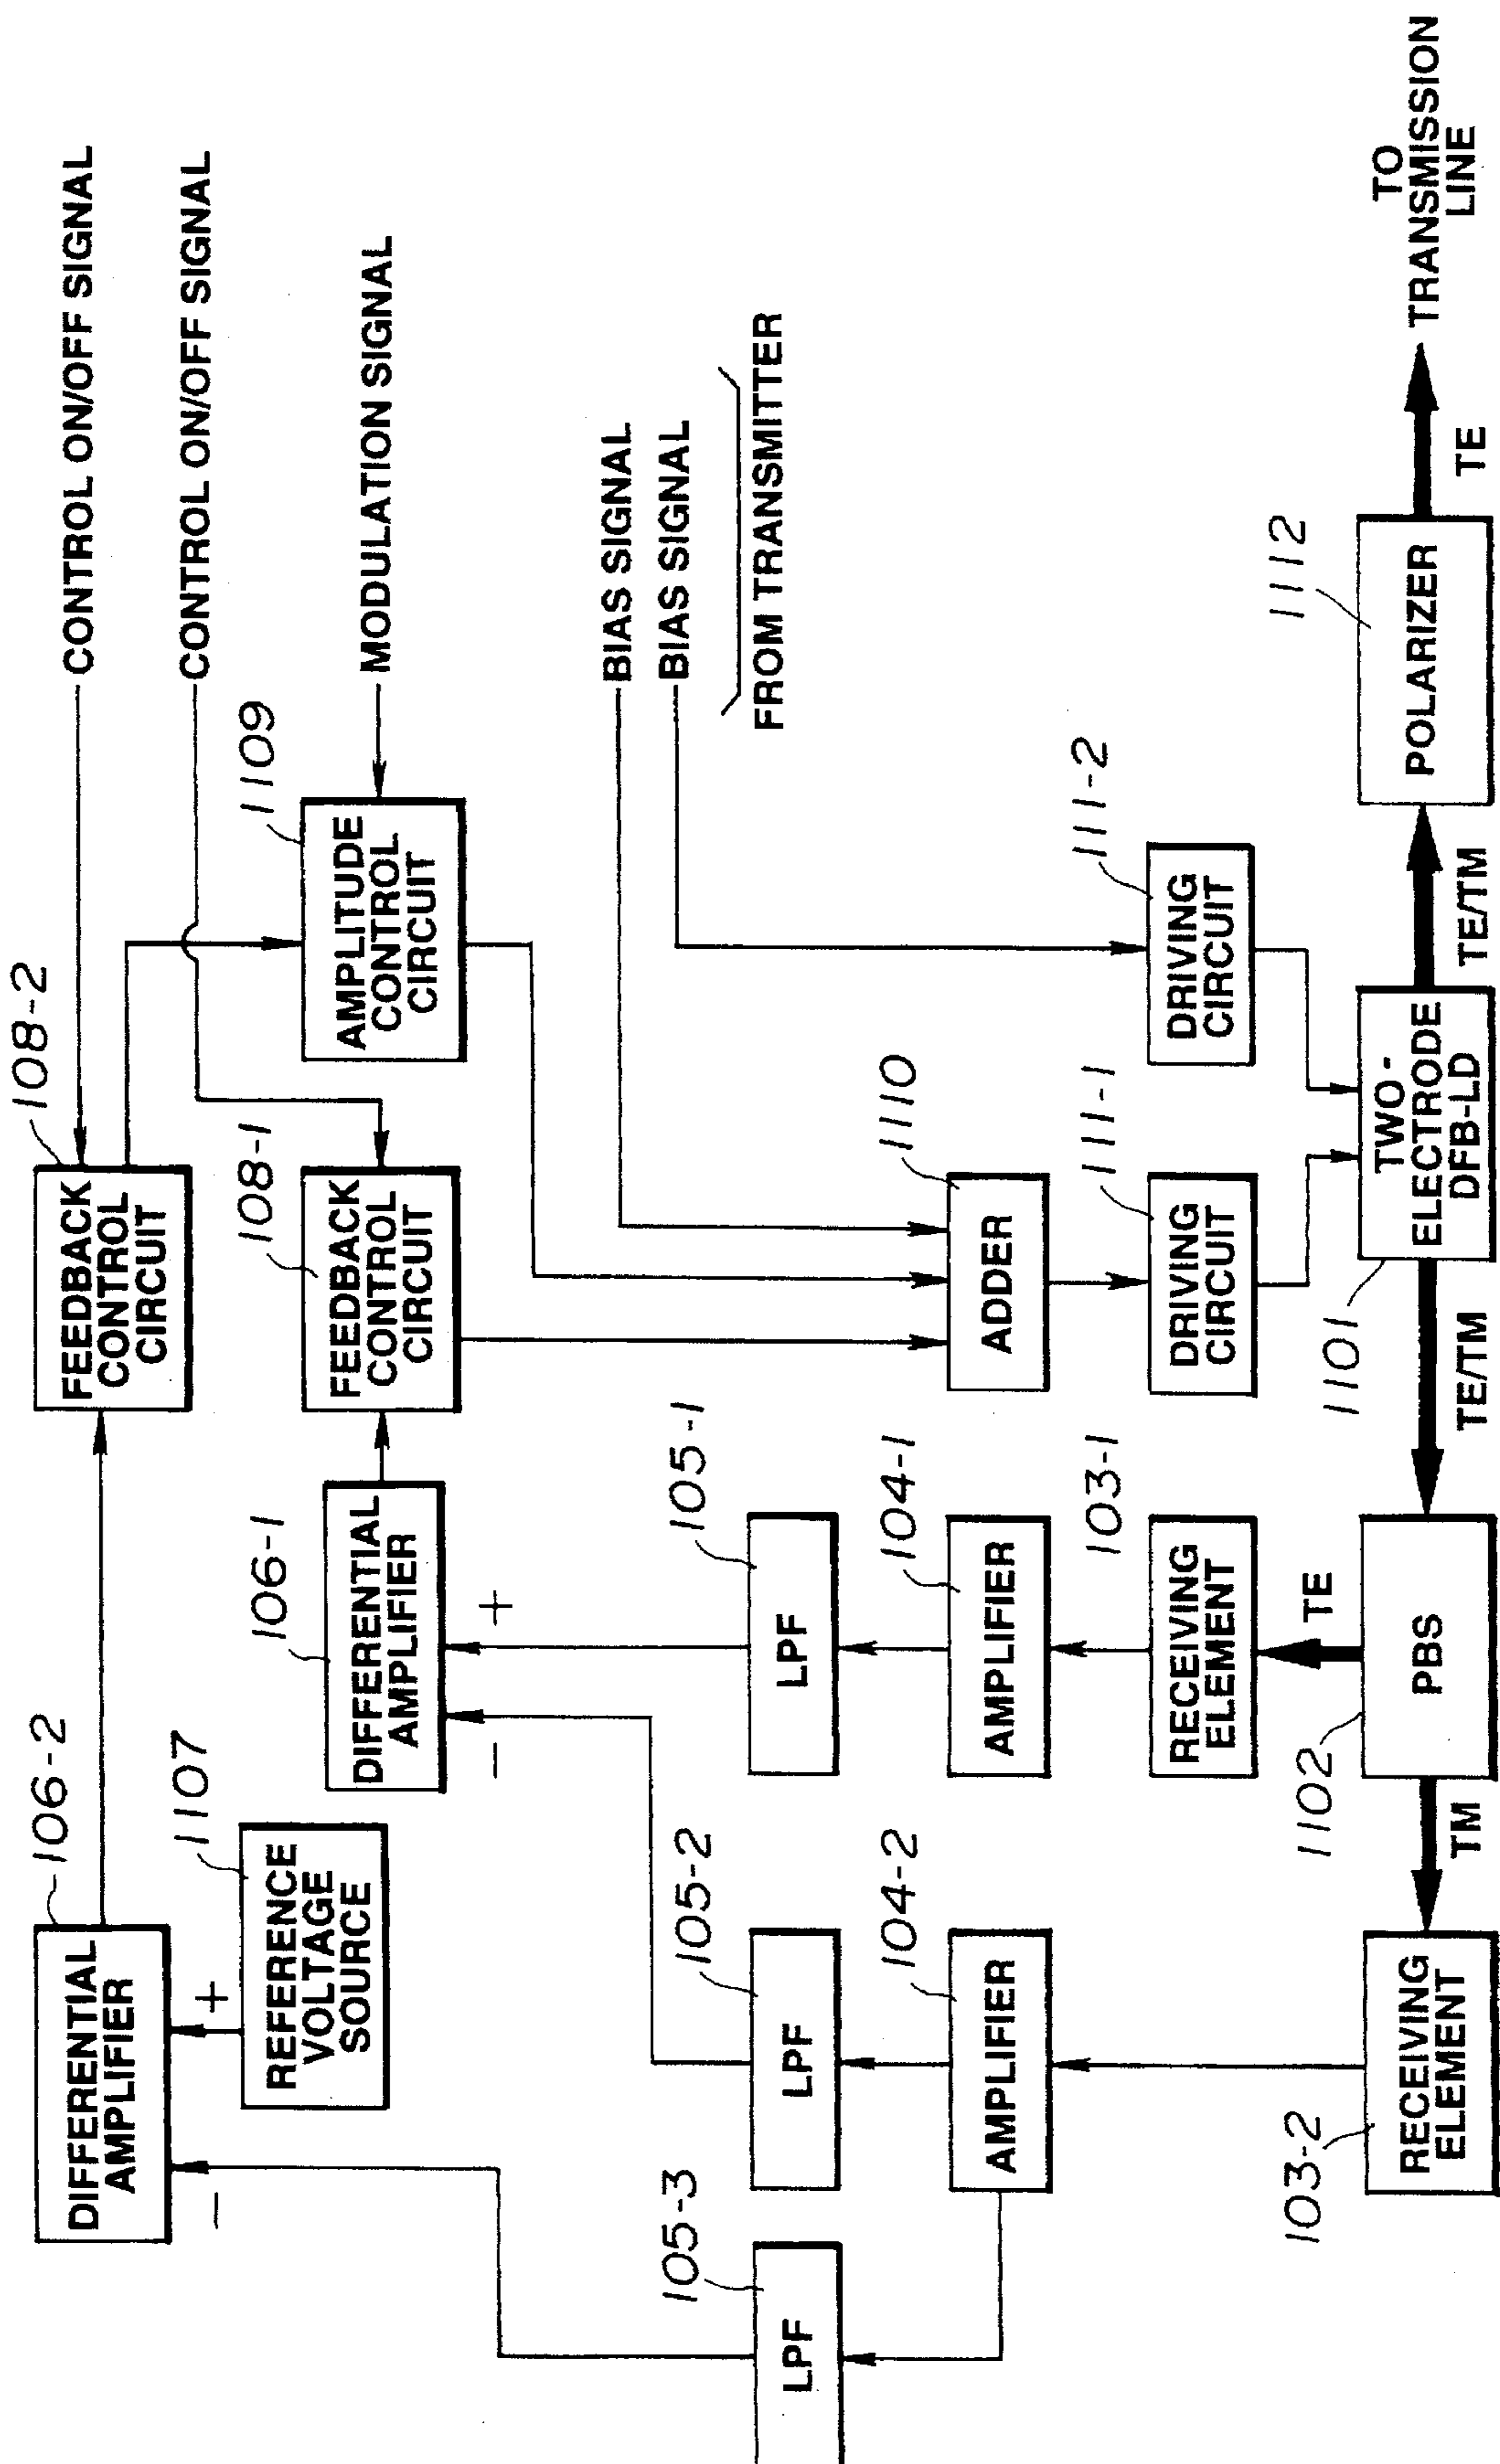 CONTROL ON/OFF SIGNAL
CONTROL ON/OFF SIGNAL
MODULATION SIGNAL
BIAS SIGNAL
BIAS SIGNAL
FROM TRANSMITTER
106-2
DIFFERENTIAL
AMPLIFIER
+
−
1107
REFERENCE
VOLTAGE
SOURCE
108-2
FEEDBACK
CONTROL
CIRCUIT
108-1
FEEDBACK
CONTROL
CIRCUIT
1109
AMPLITUDE
CONTROL
CIRCUIT
106-1
DIFFERENTIAL
AMPLIFIER
−
+
105-3
LPF
105-2
LPF
105-1
LPF
104-2
AMPLIFIER
104-1
AMPLIFIER
1110
ADDER
103-1
RECEIVING
ELEMENT
111-1
DRIVING
CIRCUIT
111-2
DRIVING
CIRCUIT
103-2
RECEIVING
ELEMENT
TM
1102
PBS
TE
TE/TM
1101
TWO-
ELECTRODE
DFB-LD
TE/TM
1112
POLARIZER
TE
TO
TRANSMISSION
LINE